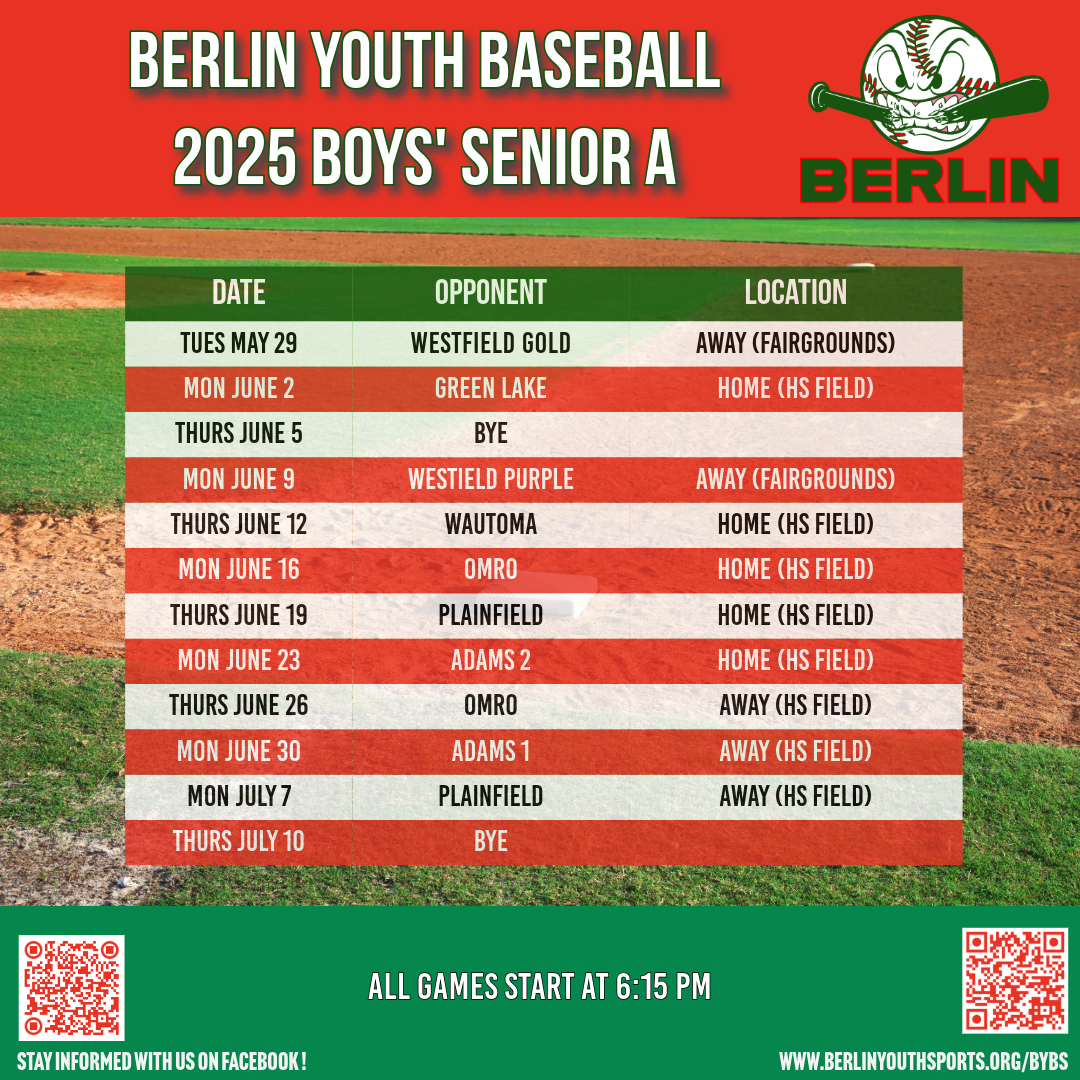 BERLIN YOUTH BASEBALL
2025 BOYS' SENIOR A
BERLIN
DATE OPPONENT LOCATION
TUES MAY 29 WESTFIELD GOLD AWAY (FAIRGROUNDS)
MON JUNE 2 GREEN LAKE HOME (HS FIELD)
THURS JUNE 5 BYE
MON JUNE 9 WESTIELD PURPLE AWAY (FAIRGROUNDS)
THURS JUNE 12 WAUTOMA HOME (HS FIELD)
MON JUNE 16 OMRO HOME (HS FIELD)
THURS JUNE 19 PLAINFIELD HOME (HS FIELD)
MON JUNE 23 ADAMS 2 HOME (HS FIELD)
THURS JUNE 26 OMRO AWAY (HS FIELD)
MON JUNE 30 ADAMS 1 AWAY (HS FIELD)
MON JULY 7 PLAINFIELD AWAY (HS FIELD)
THURS JULY 10 BYE
ALL GAMES START AT 6:15 PM
STAY INFORMED WITH US ON FACEBOOK!
WWW.BERLINYOUTHSPORTS.ORG/BYBS